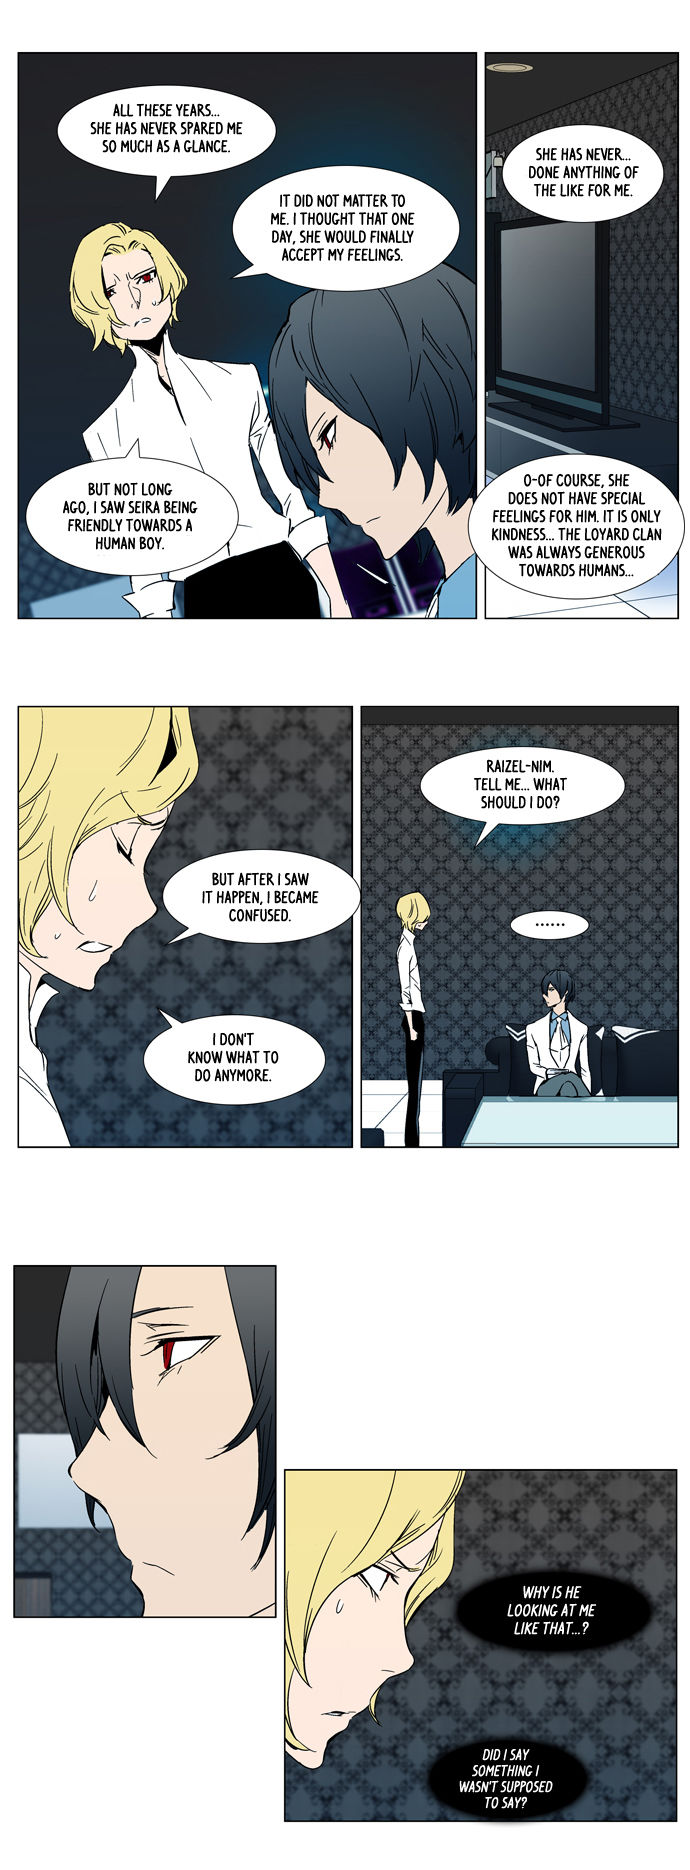 ALL THESE YEARS...
SHE HAS NEVER SPARED ME
SO MUCH AS A GLANCE.
IT DID NOT MATTER TO
ME. I THOUGHT THAT ONE
DAY, SHE WOULD FINALLY
ACCEPT MY FEELINGS.
BUT NOT LONG
AGO, I SAW SEIRA BEING
FRIENDLY TOWARDS A
HUMAN BOY.
SHE HAS NEVER...
DONE ANYTHING OF
THE LIKE FOR ME.
O-OF COURSE, SHE
DOES NOT HAVE SPECIAL
FEELINGS FOR HIM. IT IS ONLY
KINDNESS... THE LOYARD CLAN
WAS ALWAYS GENEROUS
TOWARDS HUMANS...
BUT AFTER I SAW
IT HAPPEN, I BECAME
CONFUSED.
I DON'T
KNOW WHAT TO
DO ANYMORE.
RAIZEL-NIM.
TELL ME... WHAT
SHOULD I DO?
......
WHY IS HE
LOOKING AT ME
LIKE THAT...?
DID I SAY
SOMETHING I
WASN'T SUPPOSED
TO SAY?